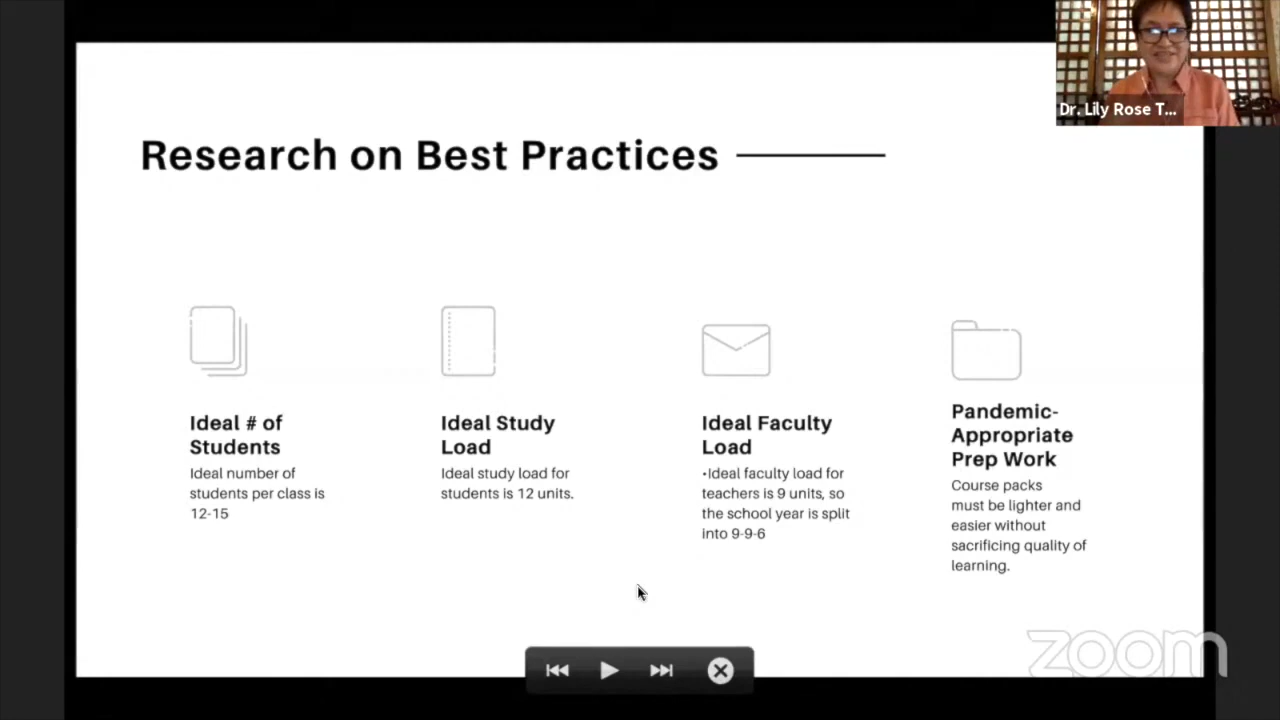 Dr. Lily Rose T...
Research on Best Practices
Ideal # of
Students
Ideal number of
students per class is
12-15
Ideal Study
Load
Ideal study load for
students is 12 units.
Ideal Faculty
Load
•Ideal faculty load for
teachers is 9 units, so
the school year is split
into 9-9-6
Pandemic-
Appropriate
Prep Work
Course packs
must be lighter and
easier without
sacrificing quality of
learning.
zoom